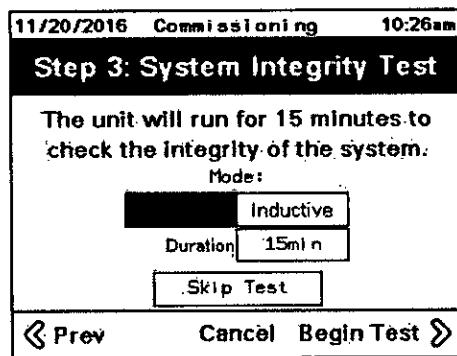 11/20/2016 Commissioning 10:26am
Step 3: System Integrity Test
The unit will run for 15 minutes to
check the integrity of the system.
Mode:
Inductive
Duration 15min
Skip Test
Prev Cancel Begin Test